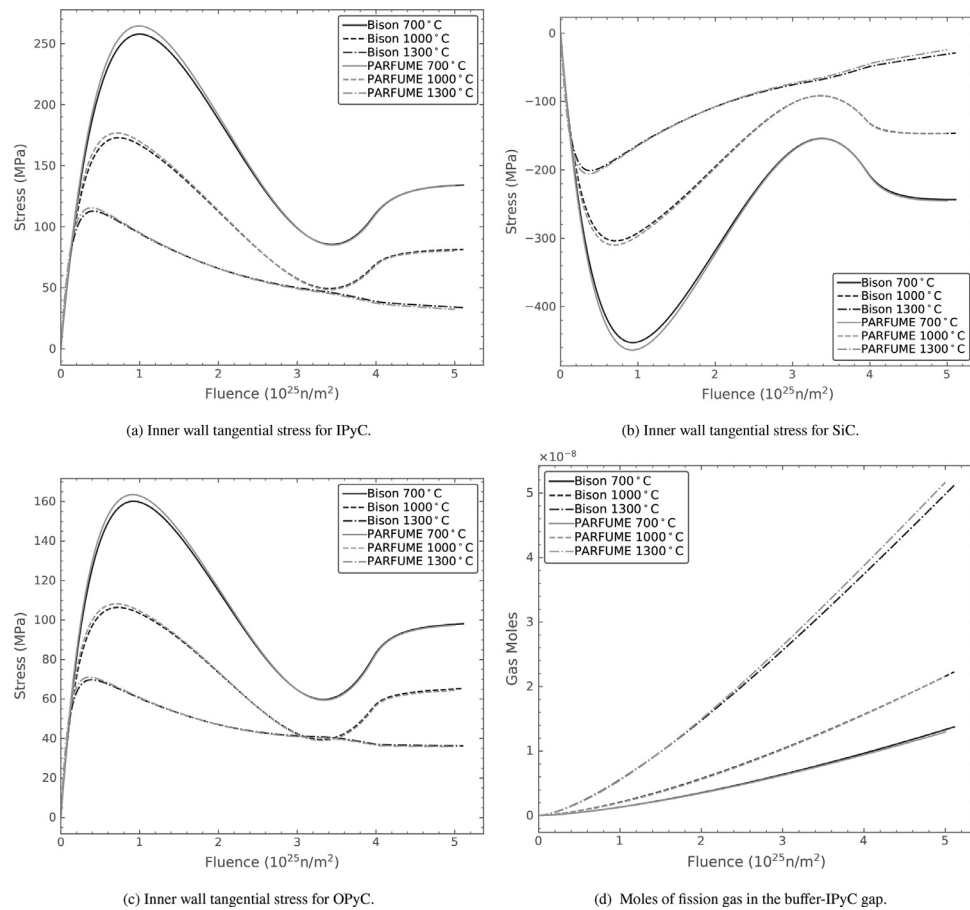 250
200
150
100
50
0
Stress (MPa)
0 1 2 3 4 5
Fluence (10²⁵n/m²)
Bison 700°C
Bison 1000°C
Bison 1300°C
PARFUME 700°C
PARFUME 1000°C
PARFUME 1300°C
(a) Inner wall tangential stress for IPyC.
0
−100
−200
−300
−400
Stress (MPa)
0 1 2 3 4 5
Fluence (10²⁵n/m²)
Bison 700°C
Bison 1000°C
Bison 1300°C
PARFUME 700°C
PARFUME 1000°C
PARFUME 1300°C
(b) Inner wall tangential stress for SiC.
160
140
120
100
80
60
40
20
0
Stress (MPa)
0 1 2 3 4 5
Fluence (10²⁵n/m²)
Bison 700°C
Bison 1000°C
Bison 1300°C
PARFUME 700°C
PARFUME 1000°C
PARFUME 1300°C
(c) Inner wall tangential stress for OPyC.
×10⁻⁸
5
4
3
2
1
0
Gas Moles
0 1 2 3 4 5
Fluence (10²⁵n/m²)
Bison 700°C
Bison 1000°C
Bison 1300°C
PARFUME 700°C
PARFUME 1000°C
PARFUME 1300°C
(d) Moles of fission gas in the buffer-IPyC gap.